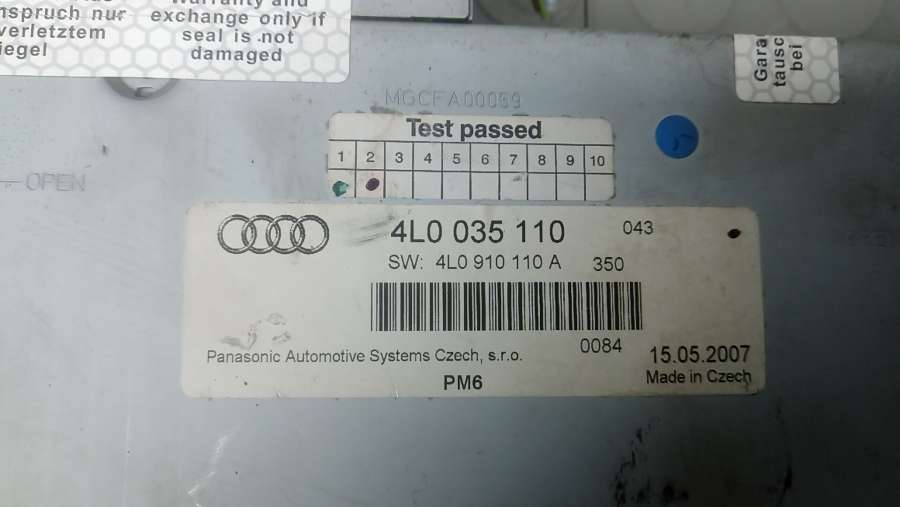 nspruch nur
verletztem
iegel
Warranty and
exchange only if
seal is not
damaged
Gara
tausc
bei
MGCFA00059
Test passed
1 2 3 4 5 6 7 8 9 10
OPEN
4L0 035 110 043
SW: 4L0 910 110 A 350
0084
Panasonic Automotive Systems Czech, s.r.o.
15.05.2007
PM6
Made in Czech